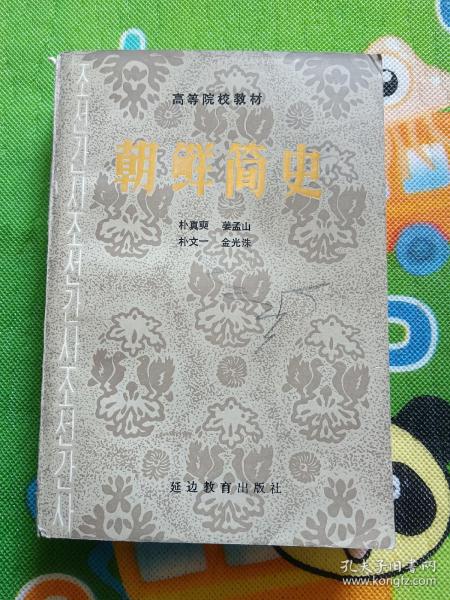 高等院校教材
朝鲜简史
朴真奭 姜孟山
朴文一 金光洙
延边教育出版社
조선간사조선간사조선간사
孔夫子旧书网
www.kongfz.com